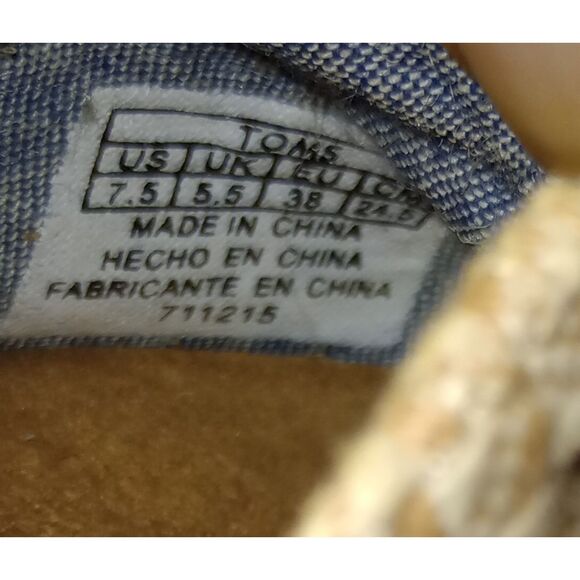 TOMS
US UK EU CM
7.5 5.5 38 24.5
MADE IN CHINA
HECHO EN CHINA
FABRICANTE EN CHINA
711215